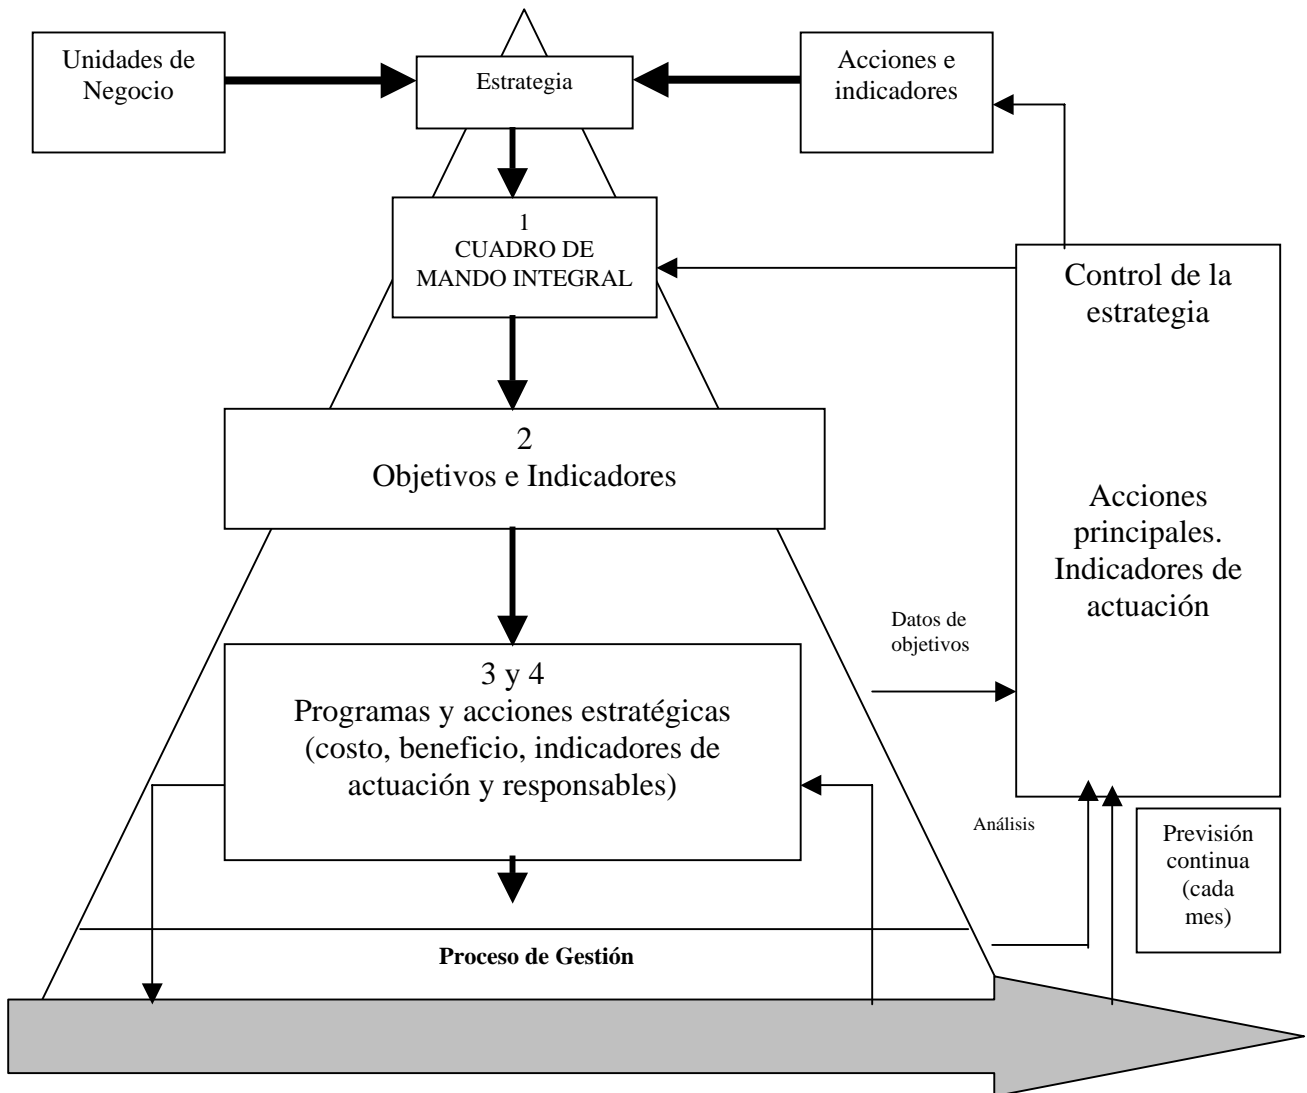 Unidades de
Negocio
Estrategia
Acciones e
indicadores
1
CUADRO DE
MANDO INTEGRAL
Control de la
estrategia
2
Objetivos e Indicadores
Acciones
principales.
Indicadores de
actuación
Datos de
objetivos
3 y 4
Programas y acciones estratégicas
(costo, beneficio, indicadores de
actuación y responsables)
Análisis
Previsión
continua
(cada
mes)
Proceso de Gestión